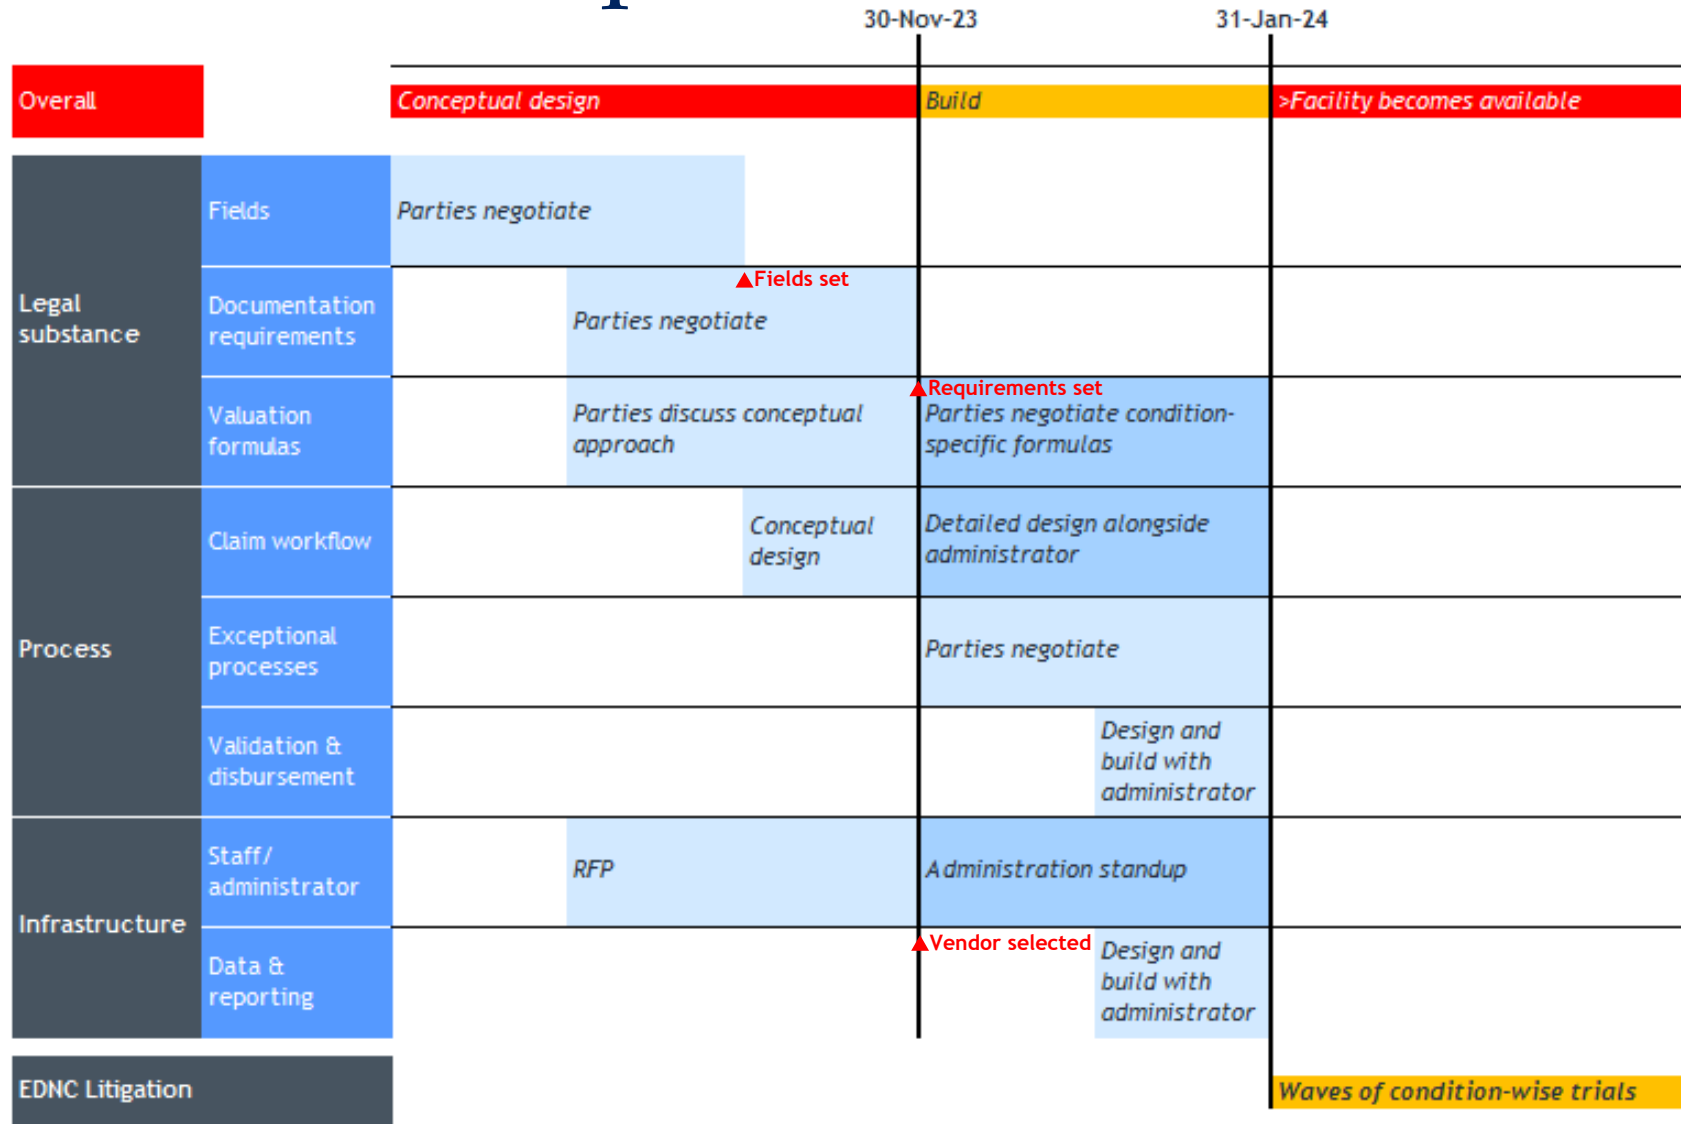 30-Nov-23
31-Jan-24
Overall
Conceptual design
Build
>Facility becomes available
Legal
substance
Fields
Parties negotiate
Fields set
Documentation
requirements
Parties negotiate
Requirements set
Valuation
formulas
Parties discuss conceptual
approach
Parties negotiate condition-
specific formulas
Process
Claim workflow
Conceptual
design
Detailed design alongside
administrator
Exceptional
processes
Parties negotiate
Validation &
disbursement
Design and
build with
administrator
Infrastructure
Staff/
administrator
RFP
Administration standup
Vendor selected
Data &
reporting
Design and
build with
administrator
EDNC Litigation
Waves of condition-wise trials